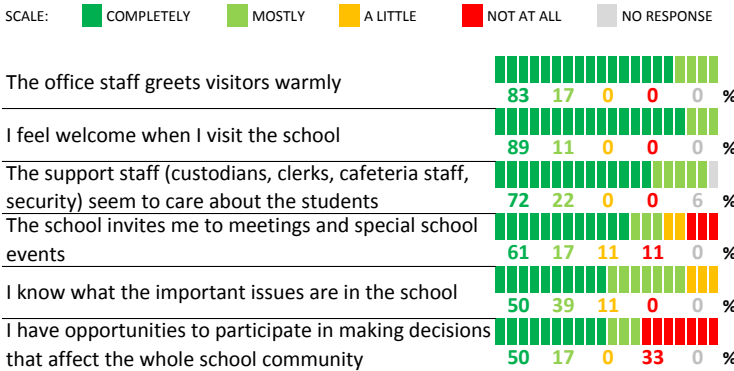 SCALE: COMPLETELY MOSTLY A LITTLE NOT AT ALL NO RESPONSE
The office staff greets visitors warmly
83 17 0 0 0 %
I feel welcome when I visit the school
89 11 0 0 0 %
The support staff (custodians, clerks, cafeteria staff,
security) seem to care about the students
72 22 0 0 6 %
The school invites me to meetings and special school
events
61 17 11 11 0 %
I know what the important issues are in the school
50 39 11 0 0 %
I have opportunities to participate in making decisions
that affect the whole school community
50 17 0 33 0 %